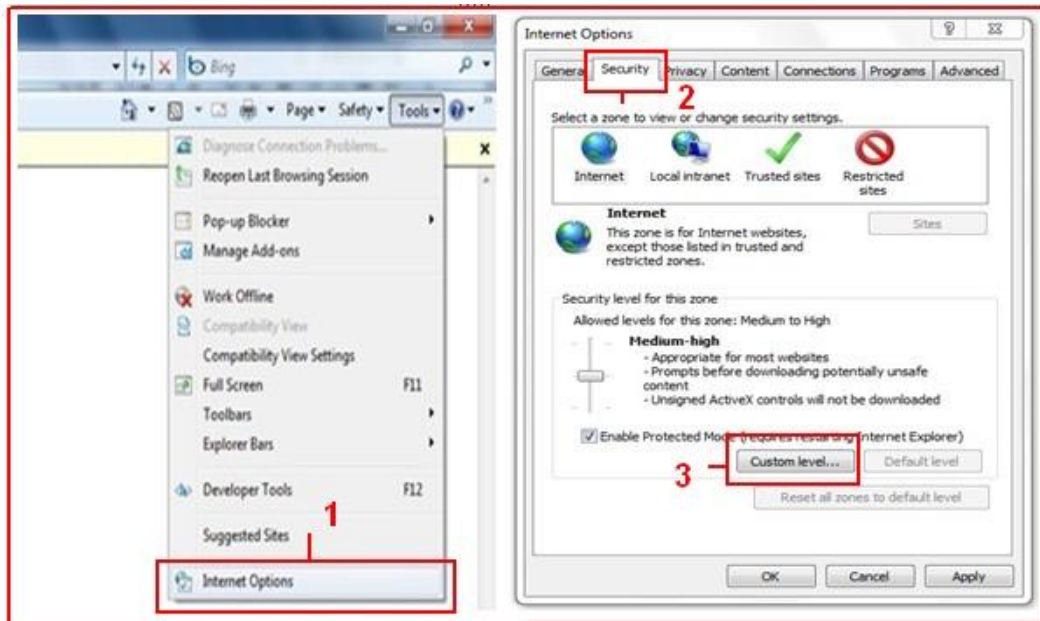 Bing
Page Safety Tools
Diagnose Connection Problems...
Reopen Last Browsing Session
Pop-up Blocker
Manage Add-ons
Work Offline
Compatibility View
Compatibility View Settings
Full Screen F11
Toolbars
Explorer Bars
Developer Tools F12
1
Suggested Sites
Internet Options
Internet Options
General Security Privacy Content Connections Programs Advanced
2
Select a zone to view or change security settings.
Internet Local intranet Trusted sites Restricted sites
Internet
Sites
This zone is for Internet websites,
except those listed in trusted and
restricted zones.
Security level for this zone
Allowed levels for this zone: Medium to High
Medium-high
- Appropriate for most websites
- Prompts before downloading potentially unsafe
content
- Unsigned ActiveX controls will not be downloaded
Enable Protected Mode (requires restarting Internet Explorer)
3
Custom level... Default level
Reset all zones to default level
OK Cancel Apply